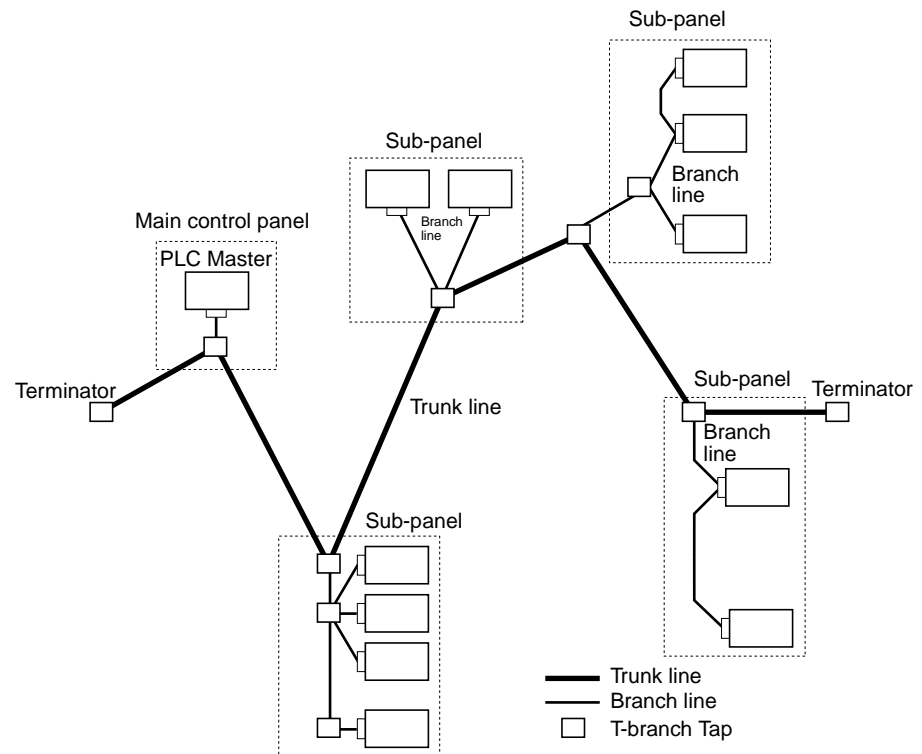 Sub-panel
Sub-panel
Branch
line
Branch
line
Main control panel
PLC Master
Terminator
Trunk line
Sub-panel
Terminator
Branch
line
Sub-panel
Trunk line
Branch line
T-branch Tap